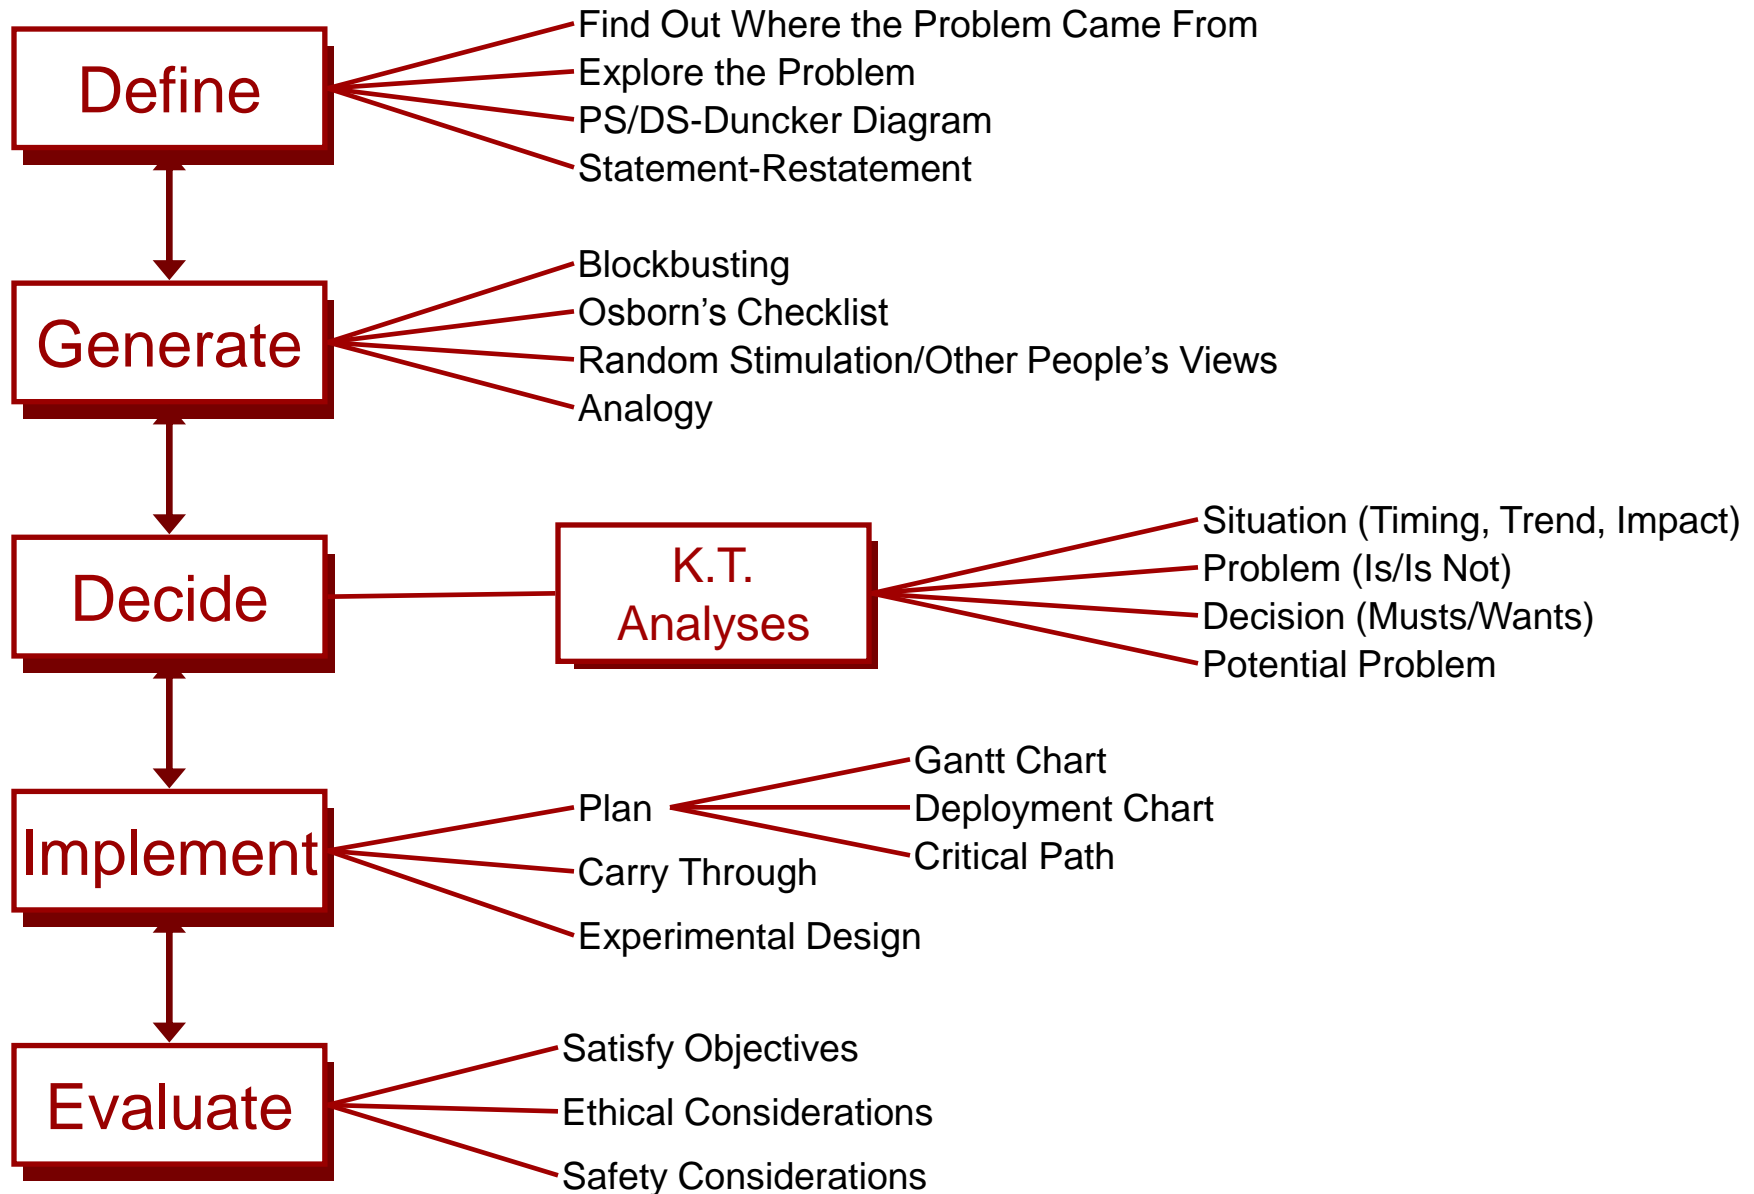 Define
Find Out Where the Problem Came From
Explore the Problem
PS/DS-Duncker Diagram
Statement-Restatement
Generate
Blockbusting
Osborn’s Checklist
Random Stimulation/Other People’s Views
Analogy
Decide
K.T.
Analyses
Situation (Timing, Trend, Impact)
Problem (Is/Is Not)
Decision (Musts/Wants)
Potential Problem
Implement
Plan
Gantt Chart
Deployment Chart
Critical Path
Carry Through
Experimental Design
Evaluate
Satisfy Objectives
Ethical Considerations
Safety Considerations